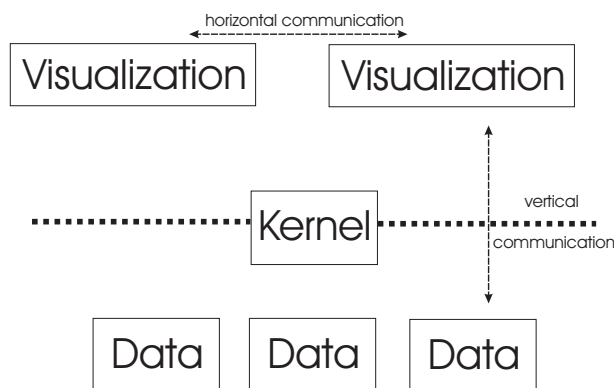 horizontal communication
Visualization
Visualization
vertical
Kernel
communication
Data
Data
Data